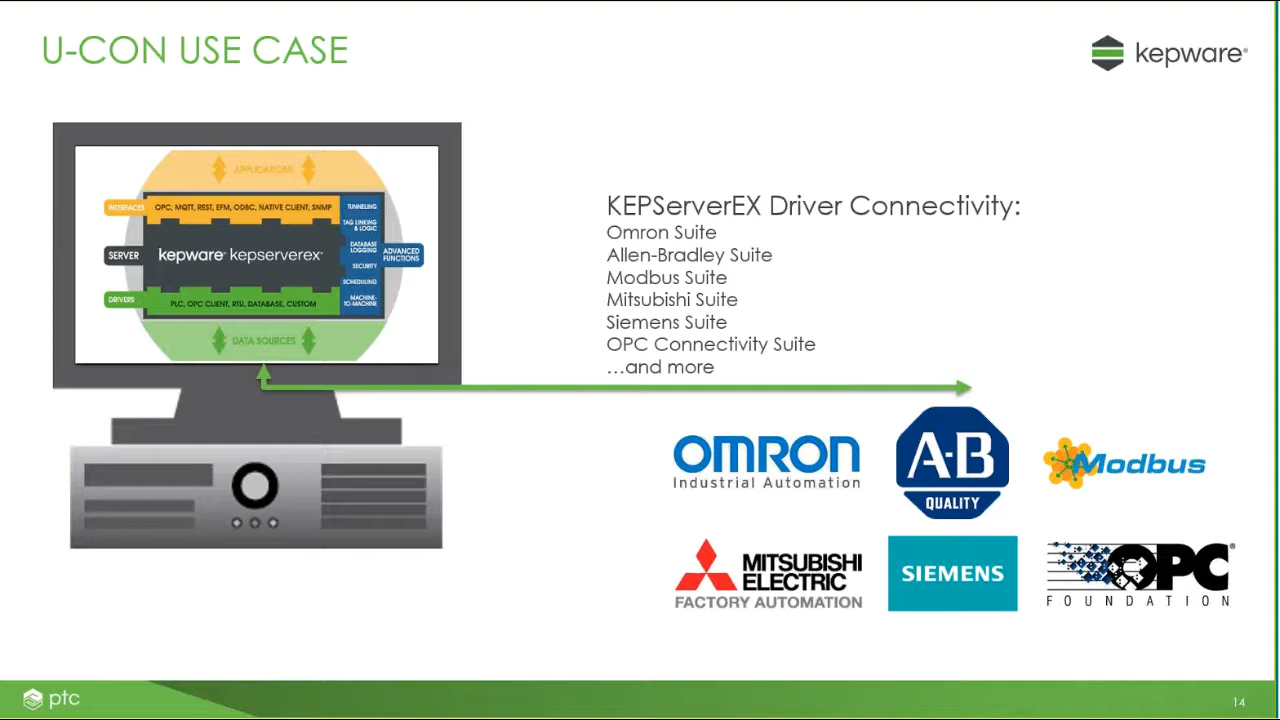 U-CON USE CASE
kepware®
APPLICATIONS
INTERFACES
OPC, MQTT, REST, EFM, ODBC, NATIVE CLIENT, SNMP
TUNNELING
TAG LINKING
& LOGIC
DATABASE
LOGGING
SERVER
kepware® kepserverex®
ADVANCED
FUNCTIONS
SECURITY
SCHEDULING
DRIVERS
PLC, OPC CLIENT, RTU, DATABASE, CUSTOM
MACHINE-
TO-MACHINE
DATA SOURCES
KEPServerEX Driver Connectivity:
Omron Suite
Allen-Bradley Suite
Modbus Suite
Mitsubishi Suite
Siemens Suite
OPC Connectivity Suite
…and more
OMRON
Industrial Automation
A-B
QUALITY
Modbus
MITSUBISHI
ELECTRIC
FACTORY AUTOMATION
SIEMENS
OPC®
FOUNDATION
ptc
14